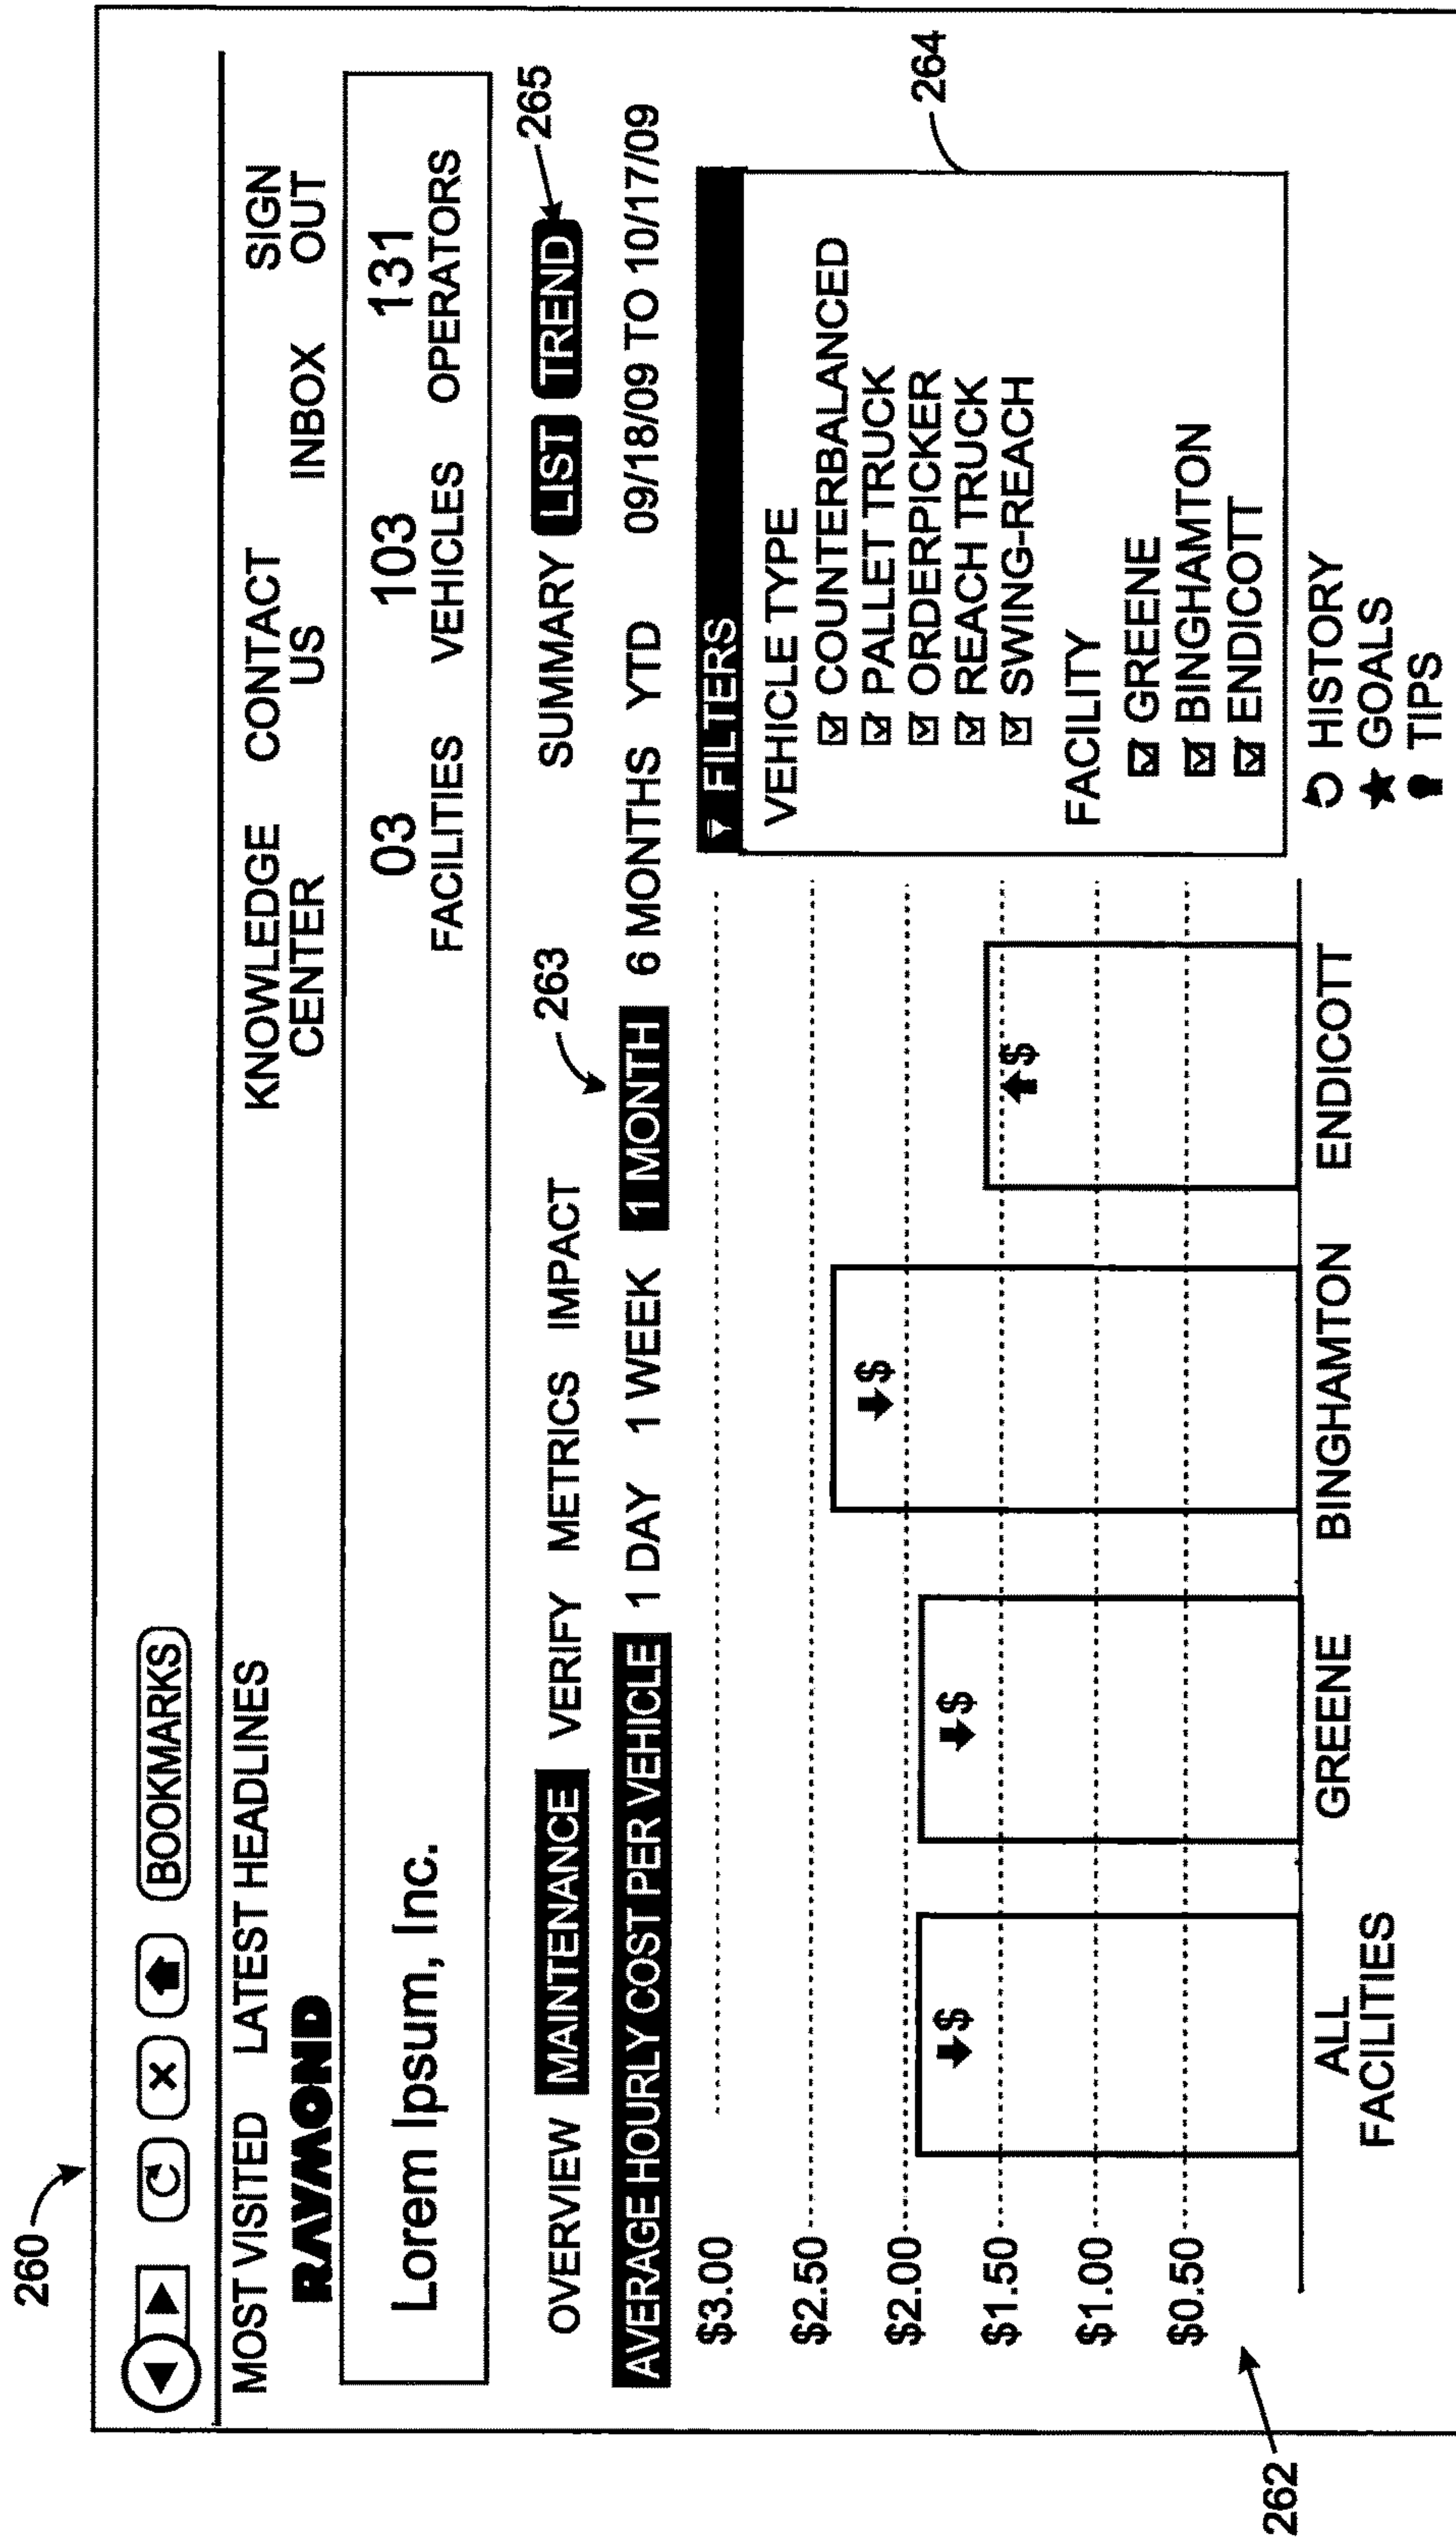 260
BOOKMARKS
MOST VISITED LATEST HEADLINES
KNOWLEDGE CENTER
CONTACT US
INBOX
SIGN OUT
RAYMOND
Lorem Ipsum, Inc.
03 FACILITIES
103 VEHICLES
131 OPERATORS
OVERVIEW MAINTENANCE VERIFY METRICS IMPACT
263
SUMMARY LIST TREND
265
AVERAGE HOURLY COST PER VEHICLE 1 DAY 1 WEEK 1 MONTH 6 MONTHS YTD 09/18/09 TO 10/17/09
$3.00
$2.50
$2.00
$1.50
$1.00
$0.50
262
$
$
$
$
ALL FACILITIES
GREENE
BINGHAMTON
ENDICOTT
FILTERS
264
VEHICLE TYPE
COUNTERBALANCED
PALLET TRUCK
ORDERPICKER
REACH TRUCK
SWING-REACH
FACILITY
GREENE
BINGHAMTON
ENDICOTT
HISTORY
GOALS
TIPS